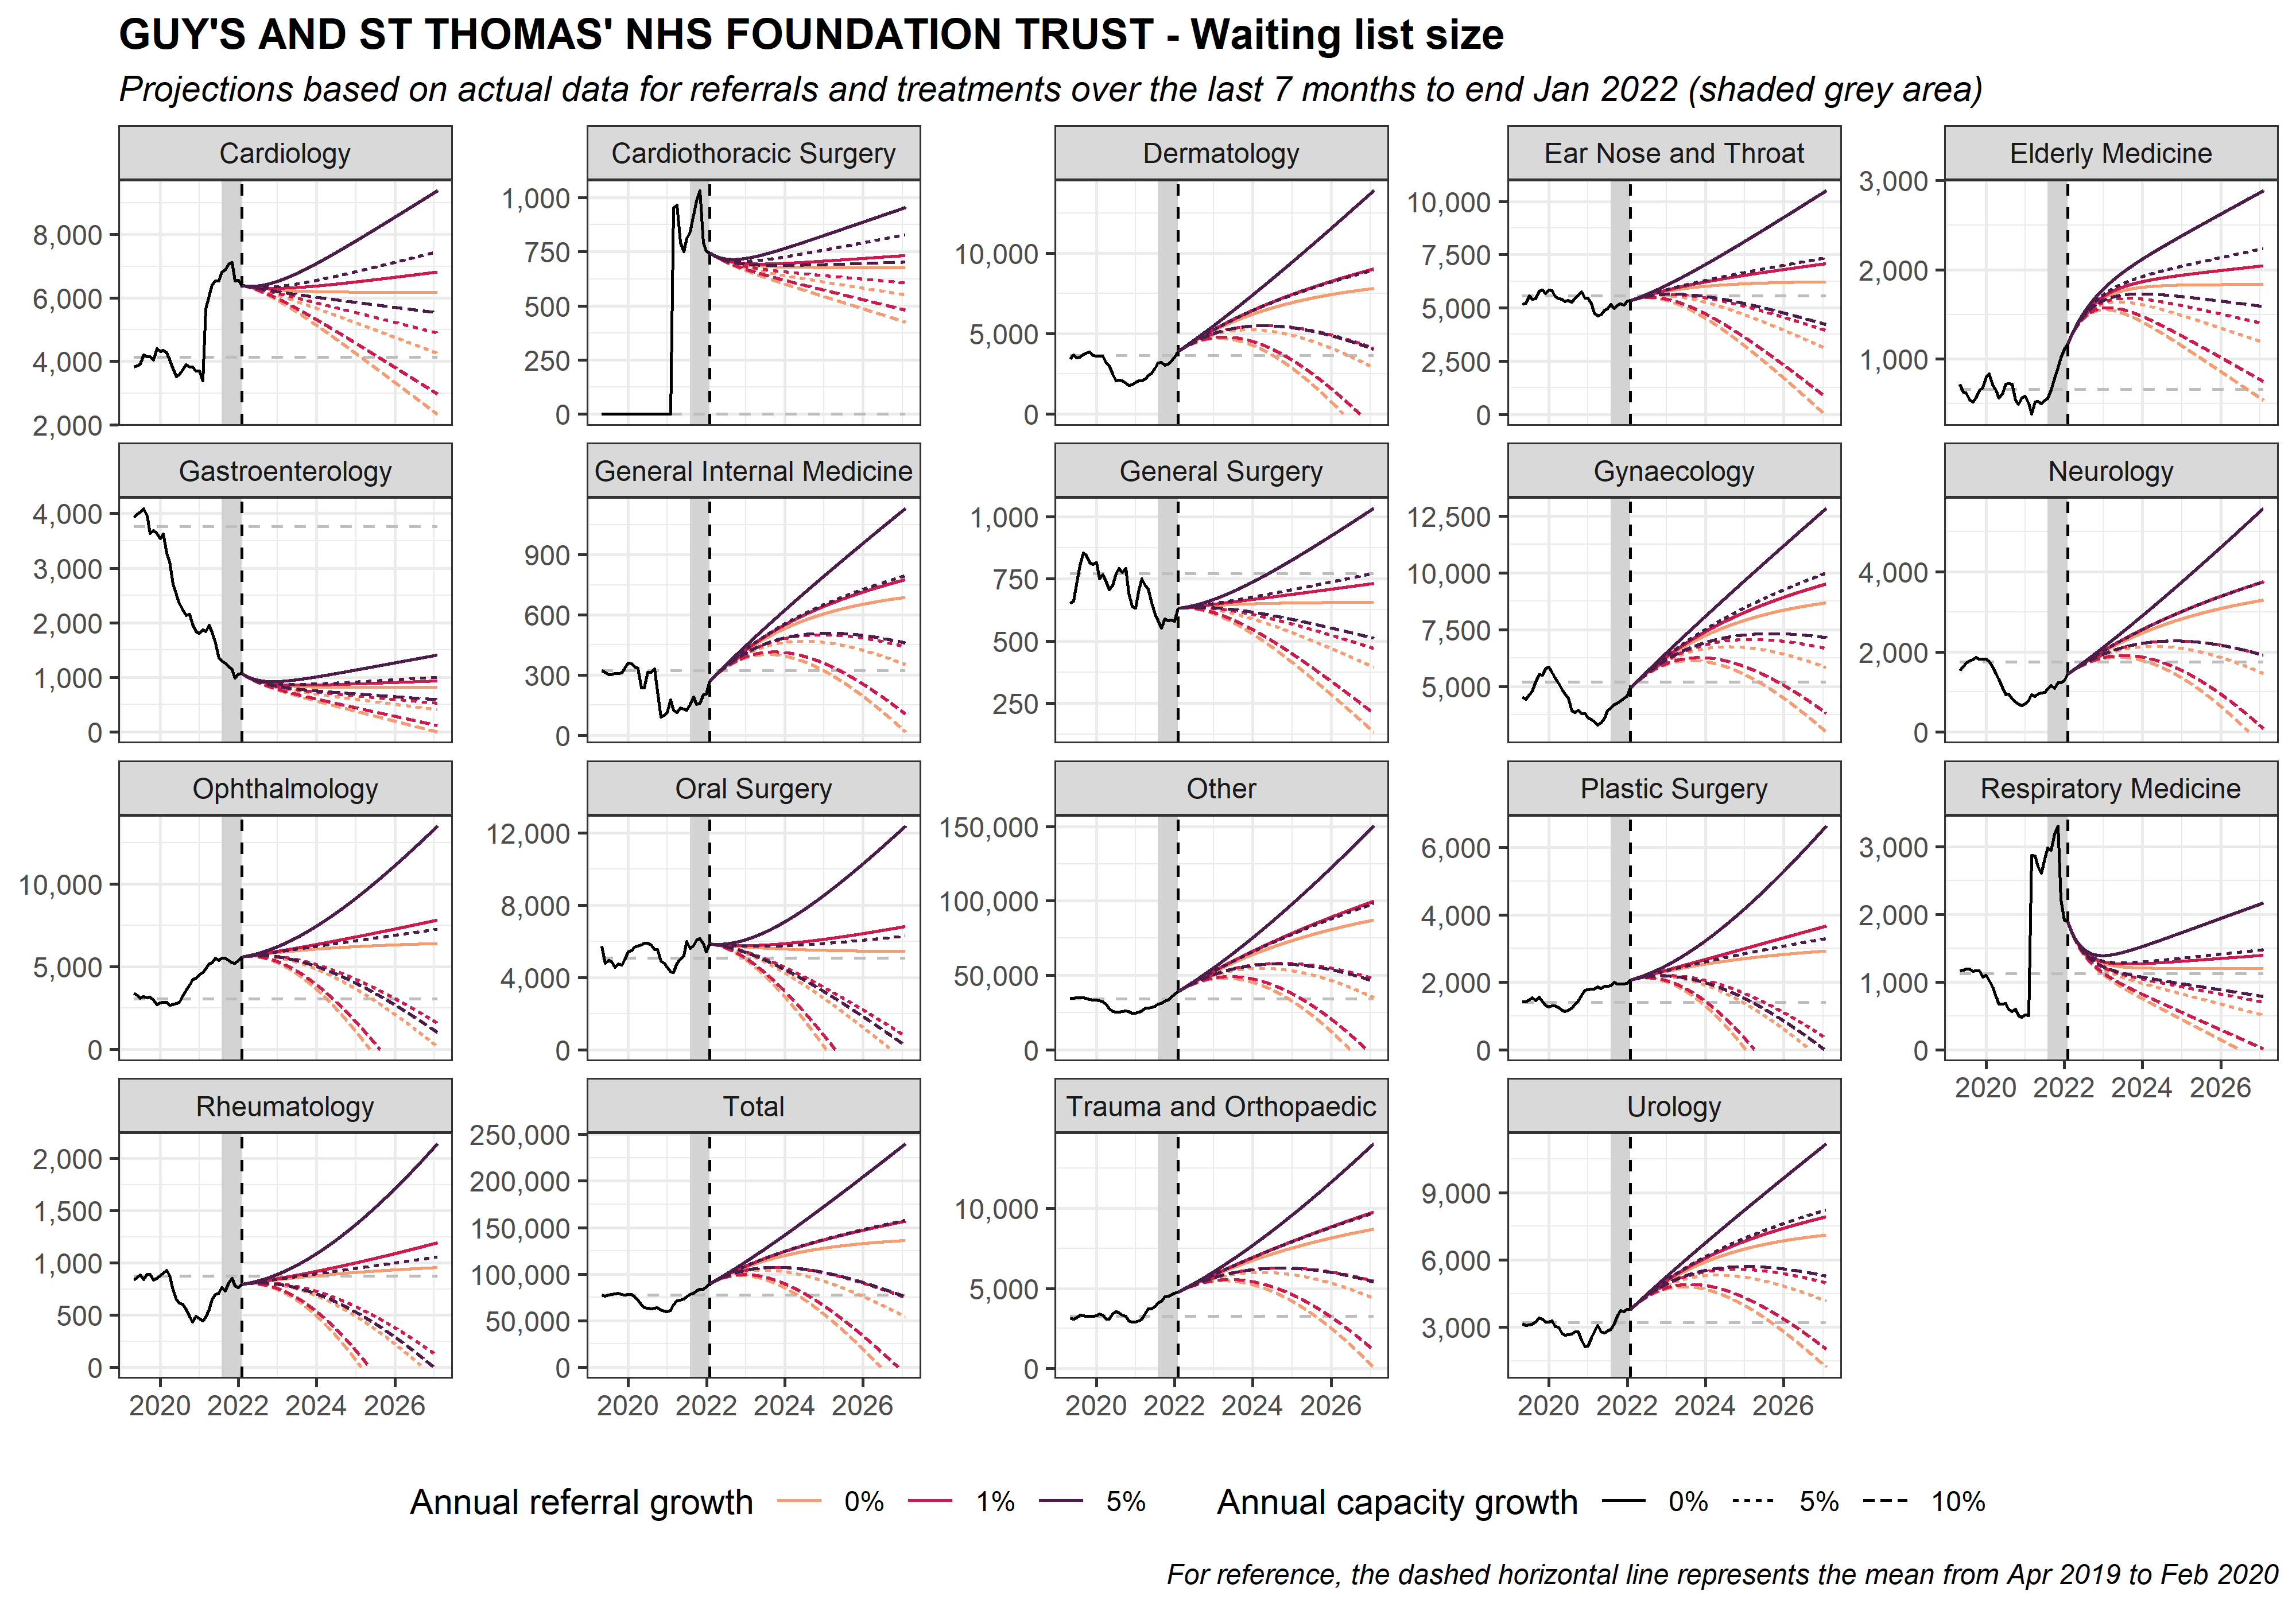 GUY'S AND ST THOMAS' NHS FOUNDATION TRUST - Waiting list size
Projections based on actual data for referrals and treatments over the last 7 months to end Jan 2022 (shaded grey area)
Cardiology
8,000
6,000
4,000
2,000
Cardiothoracic Surgery
1,000
750
500
250
0
Dermatology
10,000
5,000
0
Ear Nose and Throat
10,000
7,500
5,000
2,500
0
Elderly Medicine
3,000
2,000
1,000
Gastroenterology
4,000
3,000
2,000
1,000
0
General Internal Medicine
900
600
300
0
General Surgery
1,000
750
500
250
Gynaecology
12,500
10,000
7,500
5,000
Neurology
4,000
2,000
0
Ophthalmology
10,000
5,000
0
Oral Surgery
12,000
8,000
4,000
0
Other
150,000
100,000
50,000
0
Plastic Surgery
6,000
4,000
2,000
0
Respiratory Medicine
3,000
2,000
1,000
0
2020 2022 2024 2026
Rheumatology
2,000
1,500
1,000
500
0
2020 2022 2024 2026
Total
250,000
200,000
150,000
100,000
50,000
0
2020 2022 2024 2026
Trauma and Orthopaedic
10,000
5,000
0
2020 2022 2024 2026
Urology
9,000
6,000
3,000
2020 2022 2024 2026
Annual referral growth 0% 1% 5% Annual capacity growth 0% 5% 10%
For reference, the dashed horizontal line represents the mean from Apr 2019 to Feb 2020